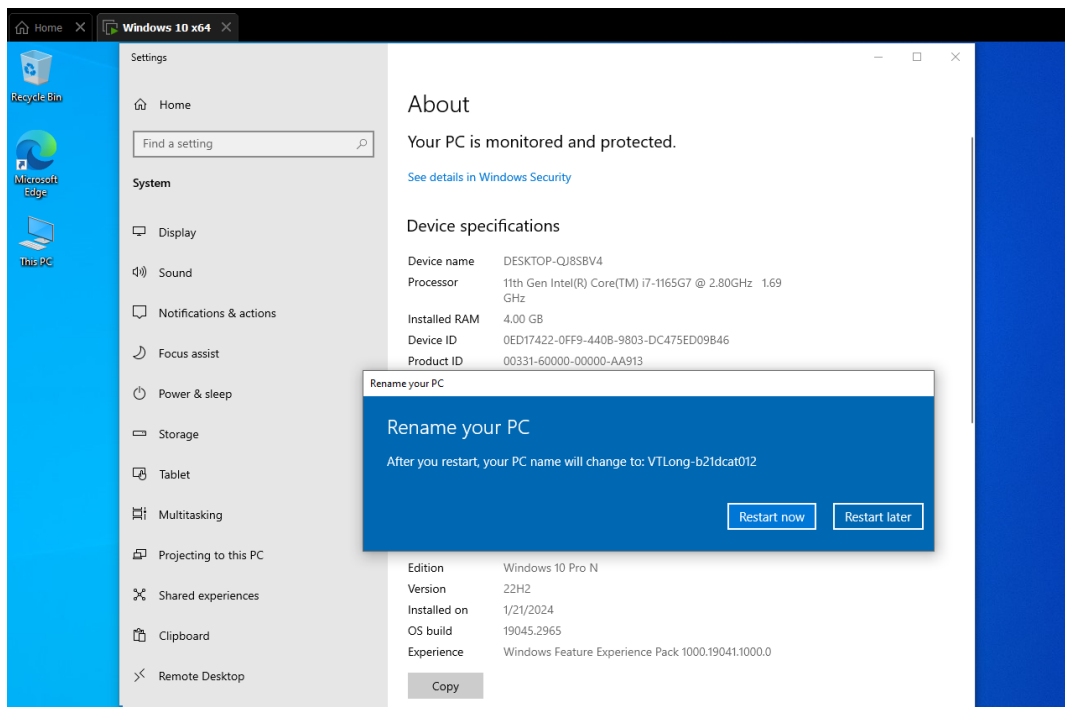 Home
Windows 10 x64
Recycle Bin
Microsoft
Edge
This PC
Settings
Home
Find a setting
System
Display
Sound
Notifications & actions
Focus assist
Power & sleep
Storage
Tablet
Multitasking
Projecting to this PC
Shared experiences
Clipboard
Remote Desktop
About
Your PC is monitored and protected.
See details in Windows Security
Device specifications
Device name DESKTOP-QJ8SBV4
Processor 11th Gen Intel(R) Core(TM) i7-1165G7 @ 2.80GHz 1.69
GHz
Installed RAM 4.00 GB
Device ID 0ED17422-0FF9-440B-9803-DC475ED09B46
Product ID 00331-60000-00000-AA913
Rename your PC
Rename your PC
After you restart, your PC name will change to: VTLong-b21dcat012
Restart now
Restart later
Edition Windows 10 Pro N
Version 22H2
Installed on 1/21/2024
OS build 19045.2965
Experience Windows Feature Experience Pack 1000.19041.1000.0
Copy